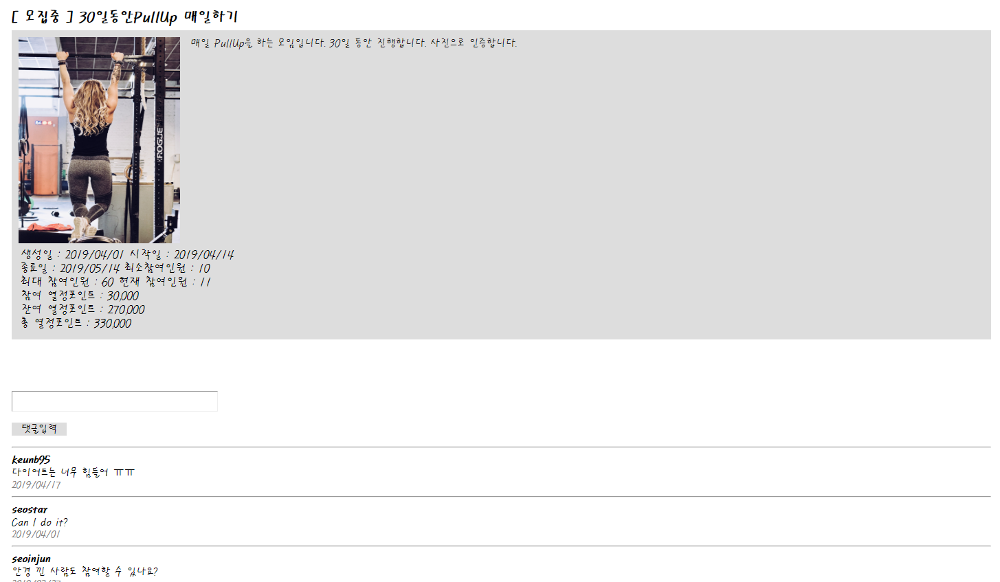 [ 모집중 ] 30일동안PullUp 매일하기
매일 PullUp을 하는 모임입니다. 30일 동안 진행합니다. 사진으로 인증합니다.
ROGUE
생성일 : 2019/04/01 시작일 : 2019/04/14
종료일 : 2019/05/14 최소참여인원 : 10
최대 참여인원 : 60 현재 참여인원 : 11
참여 열정포인트 : 30,000
잔여 열정포인트 : 270,000
총 열정포인트 : 330,000
댓글입력
keunb95
다이어트는 너무 힘들어 ㅠㅠ
2019/04/17
seostar
Can I do it?
2019/04/01
seoinjun
안경 낀 사람도 참여할 수 있나요?